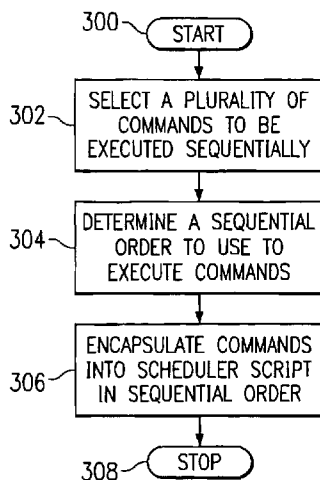 300
START
302
SELECT A PLURALITY OF
COMMANDS TO BE
EXECUTED SEQUENTIALLY
304
DETERMINE A SEQUENTIAL
ORDER TO USE TO
EXECUTE COMMANDS
306
ENCAPSULATE COMMANDS
INTO SCHEDULER SCRIPT
IN SEQUENTIAL ORDER
308
STOP